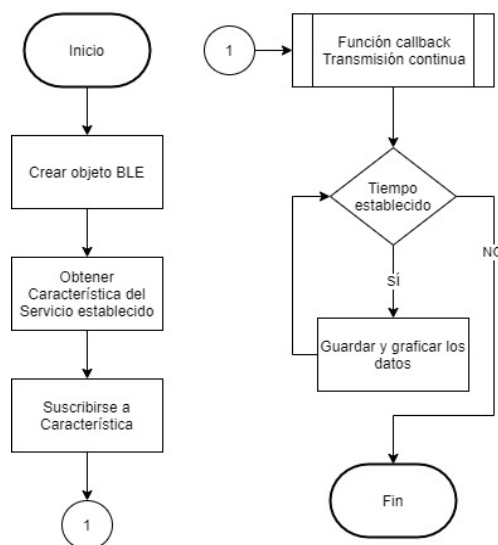 Inicio
Crear objeto BLE
Obtener
Característica del
Servicio establecido
Suscribirse a
Característica
1
1
Función callback
Transmisión continua
Tiempo
establecido
SÍ
NO
Guardar y graficar los
datos
Fin